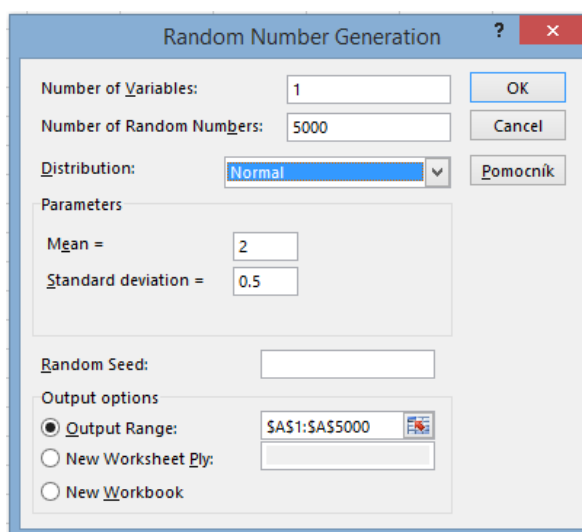 Random Number Generation ? ×
Number of Variables: 1 OK
Number of Random Numbers: 5000 Cancel
Distribution: Normal Pomocník
Parameters
Mean = 2
Standard deviation = 0.5
Random Seed:
Output options
Output Range: $A$1:$A$5000
New Worksheet Ply:
New Workbook